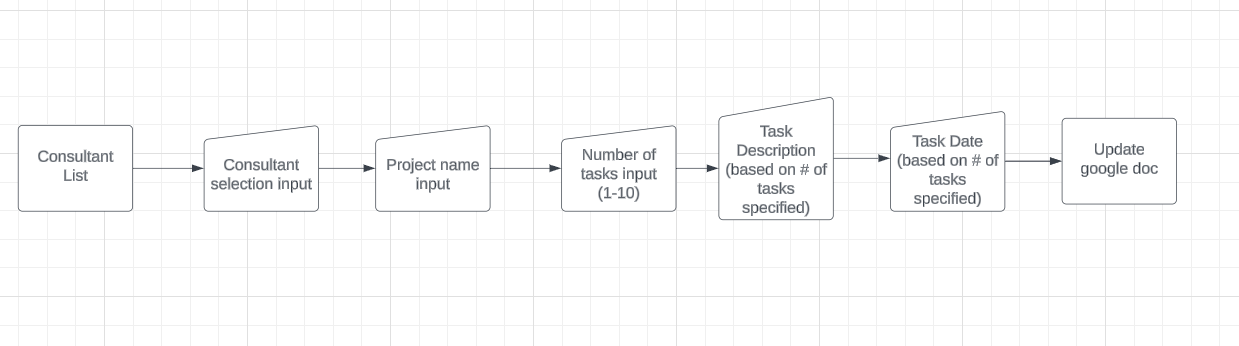 Consultant
List
Consultant
selection input
Project name
input
Number of
tasks input
(1-10)
Task
Description
(based on # of
tasks
specified)
Task Date
(based on # of
tasks
specified)
Update
google doc